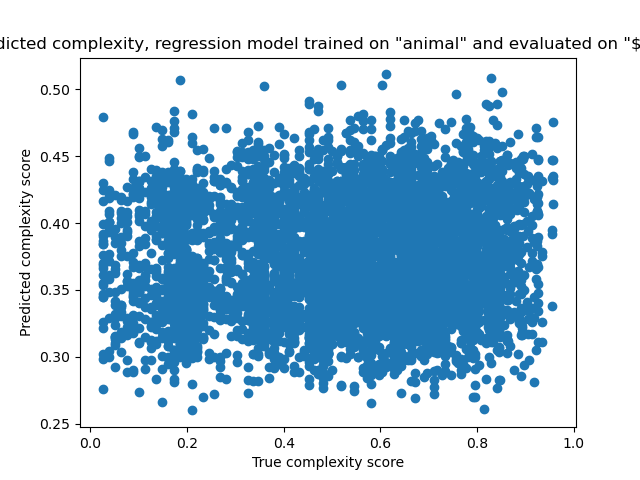 dicted complexity, regression model trained on "animal" and evaluated on "$
Predicted complexity score
0.50
0.45
0.40
0.35
0.30
0.25
0.0 0.2 0.4 0.6 0.8 1.0
True complexity score